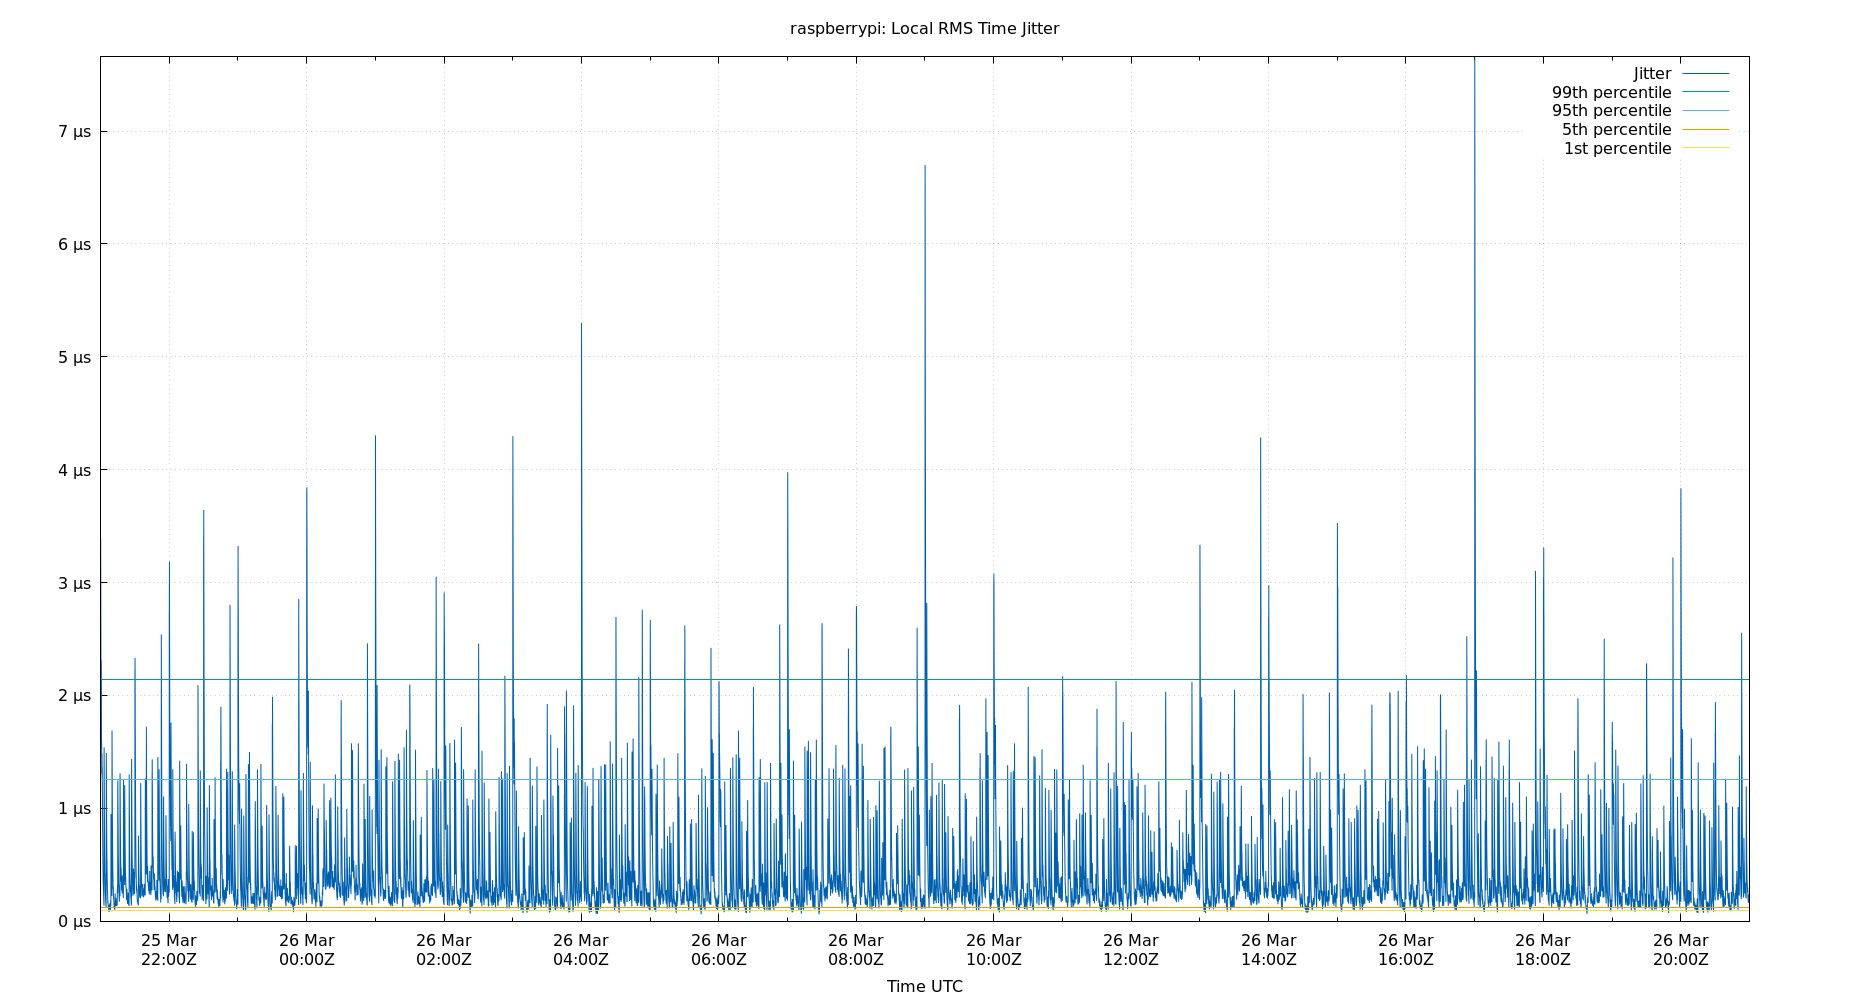 raspberrypi: Local RMS Time Jitter
Jitter
99th percentile
95th percentile
5th percentile
1st percentile
7 µs
6 µs
5 µs
4 µs
3 µs
2 µs
1 µs
0 µs
25 Mar 26 Mar 26 Mar 26 Mar 26 Mar 26 Mar 26 Mar 26 Mar 26 Mar 26 Mar 26 Mar 26 Mar
22:00Z 00:00Z 02:00Z 04:00Z 06:00Z 08:00Z 10:00Z 12:00Z 14:00Z 16:00Z 18:00Z 20:00Z
Time UTC